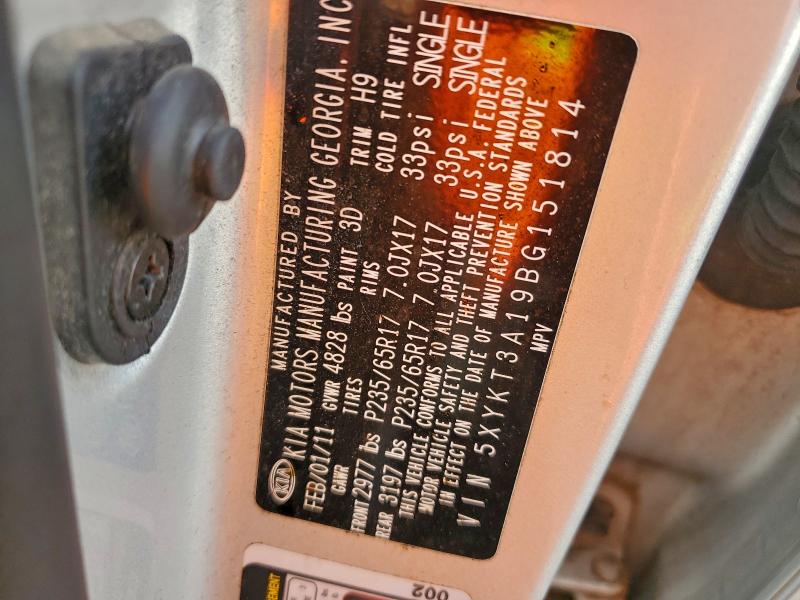 MANUFACTURED BY
KIA KIA MOTORS MANUFACTURING GEORGIA. INC
FEB/01/11 GVWR 4828 lbs PAINT 3D TRIM H9
GAWR TIRES RIMS COLD TIRE INFL
FRONT 2977 lbs P235/65R17 7.0JX17 33psi SINGLE
REAR 3197 lbs P235/65R17 7.0JX17 33psi SINGLE
THIS VEHICLE CONFORMS TO ALL APPLICABLE U.S.A. FEDERAL
MOTOR VEHICLE SAFETY AND THEFT PREVENTION STANDARDS
IN EFFECT ON THE DATE OF MANUFACTURE SHOWN ABOVE
VIN 5XYKT3A19BG151814
MPV
002